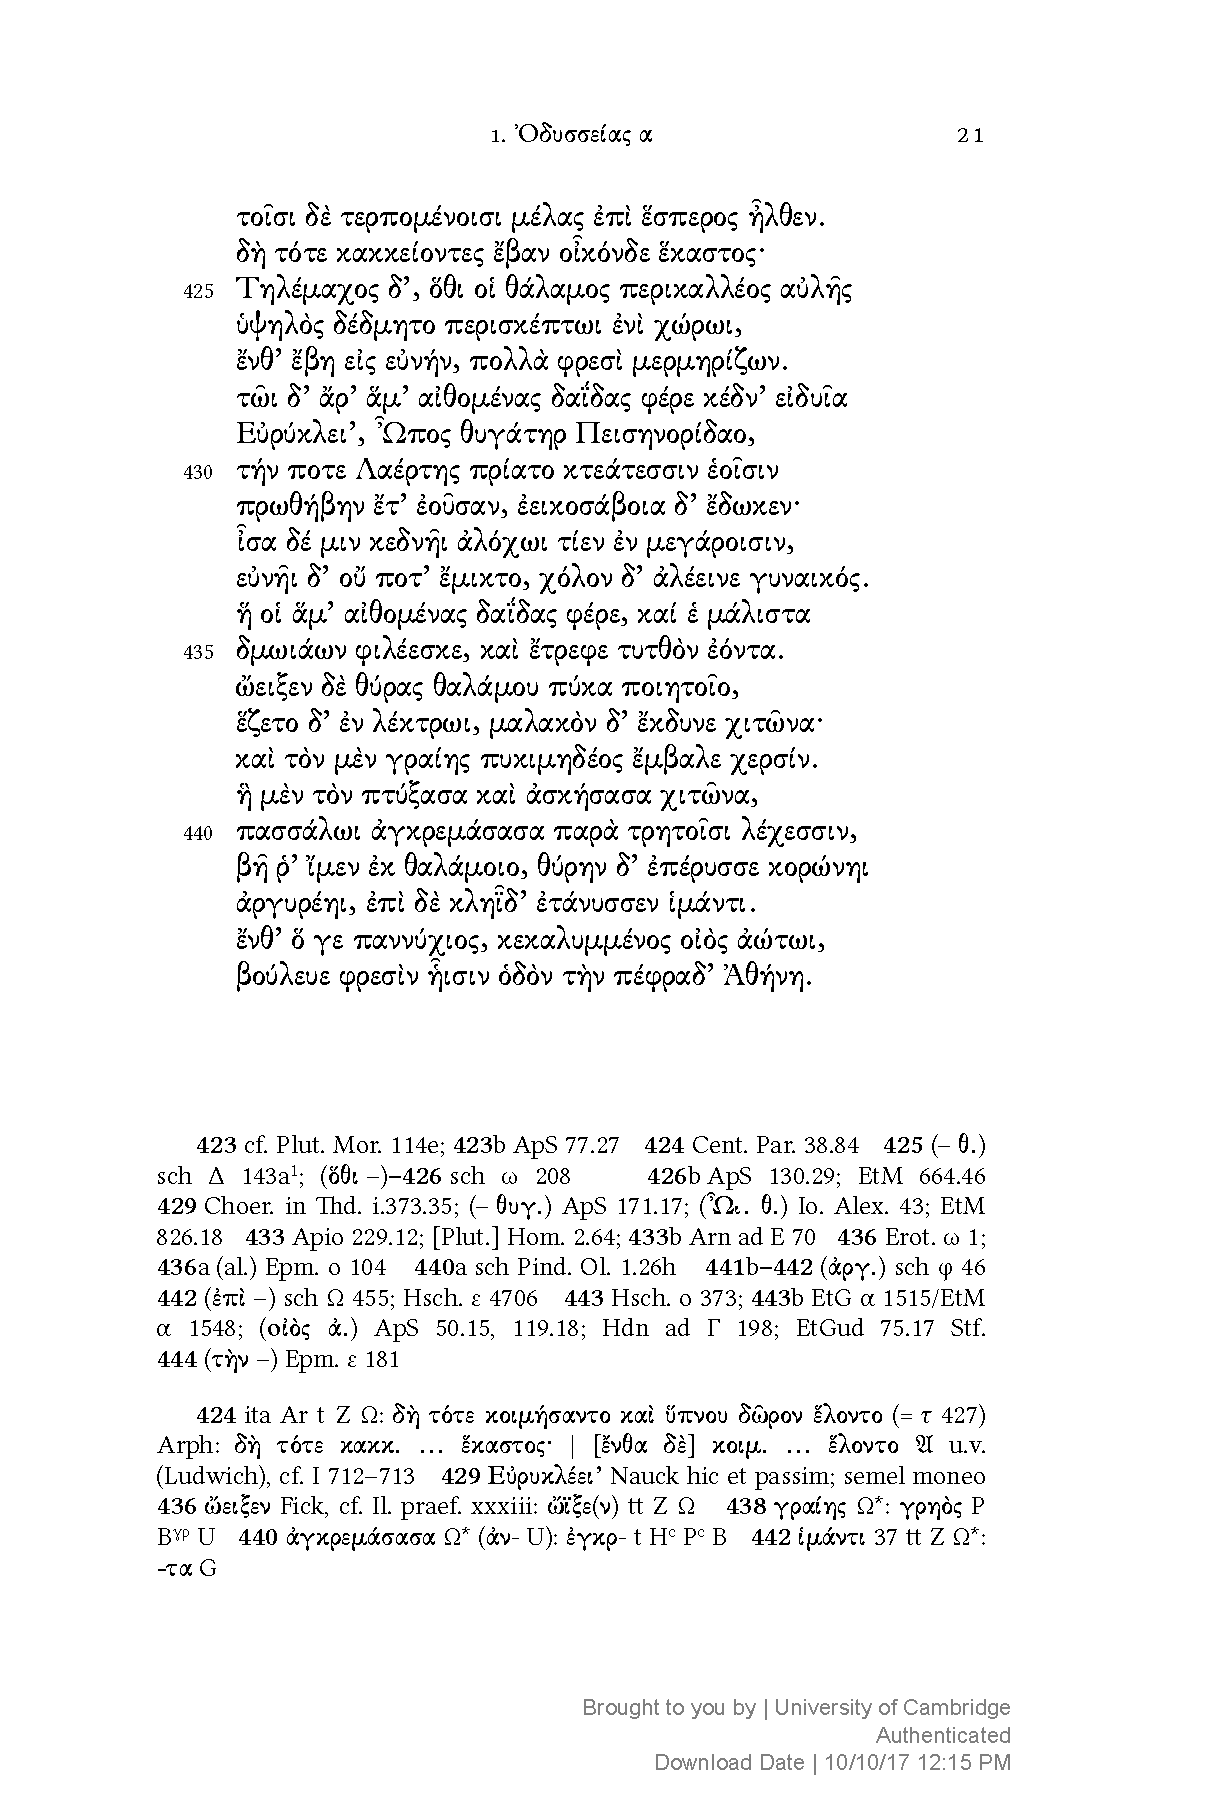 1. Ὀδυσσείας α 21
τοῖσι δὲ τερπομένοισι μέλας ἐπὶ ἕσπερος ἦλθεν.
δὴ τότε κακκείοντες ἔβαν οἶκόνδε ἕκαστος·
425 Τηλέμαχος δ’, ὅθι οἱ θάλαμος περικαλλέος αὐλῆς
ὑψηλὸς δέδμητο περισκέπτωι ἐνὶ χώρωι,
ἔνθ’ ἔβη εἰς εὐνήν, πολλὰ φρεσὶ μερμηρίζων.
τῶι δ’ ἄρ’ ἅμ’ αἰθομένας δαΐδας φέρε κέδν’ εἰδυῖα
Εὐρύκλει’, Ὦπος θυγάτηρ Πεισηνορίδαο,
430 τήν ποτε Λαέρτης πρίατο κτεάτεσσιν ἑοῖσιν
πρωθήβην ἔτ’ ἐοῦσαν, ἐεικοσάβοια δ’ ἔδωκεν·
ἶσα δέ μιν κεδνῆι ἀλόχωι τίεν ἐν μεγάροισιν,
εὐνῆι δ’ οὔ ποτ’ ἔμικτο, χόλον δ’ ἀλέεινε γυναικός.
ἥ οἱ ἅμ’ αἰθομένας δαΐδας φέρε, καί ἑ μάλιστα
435 δμωιάων φιλέεσκε, καὶ ἔτρεφε τυτθὸν ἐόντα.
ὤειξεν δὲ θύρας θαλάμου πύκα ποιητοῖο,
ἕζετο δ’ ἐν λέκτρωι, μαλακὸν δ’ ἔκδυνε χιτῶνα·
καὶ τὸν μὲν γραίης πυκιμηδέος ἔμβαλε χερσίν.
ἣ μὲν τὸν πτύξασα καὶ ἀσκήσασα χιτῶνα,
440 πασσάλωι ἀγκρεμάσασα παρὰ τρητοῖσι λέχεσσιν,
βῆ ῥ’ ἴμεν ἐκ θαλάμοιο, θύρην δ’ ἐπέρυσσε κορώνηι
ἀργυρέηι, ἐπὶ δὲ κληῖδ’ ἐτάνυσσεν ἱμάντι.
ἔνθ’ ὅ γε παννύχιος, κεκαλυμμένος οἰὸς ἀώτωι,
βούλευε φρεσὶν ἧισιν ὁδὸν τὴν πέφραδ’ Ἀθήνη.
423 cf. Plut. Mor. 114e; 423b ApS 77.27 424 Cent. Par. 38.84 425 (– θ.)
sch Δ 143a¹; (ὅθι –)–426 sch ω 208 426b ApS 130.29; EtM 664.46
429 Choer. in Thd. i.373.35; (– θυγ.) ApS 171.17; (Ὦι. θ.) Io. Alex. 43; EtM
826.18 433 Apio 229.12; [Plut.] Hom. 2.64; 433b Arn ad E 70 436 Erot. ω 1;
436a (al.) Epm. ο 104 440a sch Pind. Ol. 1.26h 441b–442 (ἀργ.) sch φ 46
442 (ἐπὶ –) sch Ω 455; Hsch. ε 4706 443 Hsch. ο 373; 443b EtG α 1515/EtM
α 1548; (οἰὸς ἀ.) ApS 50.15, 119.18; Hdn ad Γ 198; EtGud 75.17 Stf.
444 (τὴν –) Epm. ε 181
424 ita Ar t Z Ω: δὴ τότε κοιμήσαντο καὶ ὕπνου δῶρον ἕλοντο (= τ 427)
Arph: δὴ τότε κακκ. … ἕκαστος· | [ἔνθα δὲ] κοιμ. … ἕλοντο 𝔄 u.v.
(Ludwich), cf. I 712–713 429 Εὐρυκλέει’ Nauck hic et passim; semel moneo
436 ὤειξεν Fick, cf. Il. praef. xxxiii: ὤϊξε(ν) tt Z Ω 438 γραίης Ω*: γρηὸς P
Bᵞᵖ U 440 ἀγκρεμάσασα Ω* (ἀν- U): ἐγκρ- t Hᶜ Pᶜ B 442 ἱμάντι 37 tt Z Ω*:
-τα G
Brought to you by | University of Cambridge
Authenticated
Download Date | 10/10/17 12:15 PM